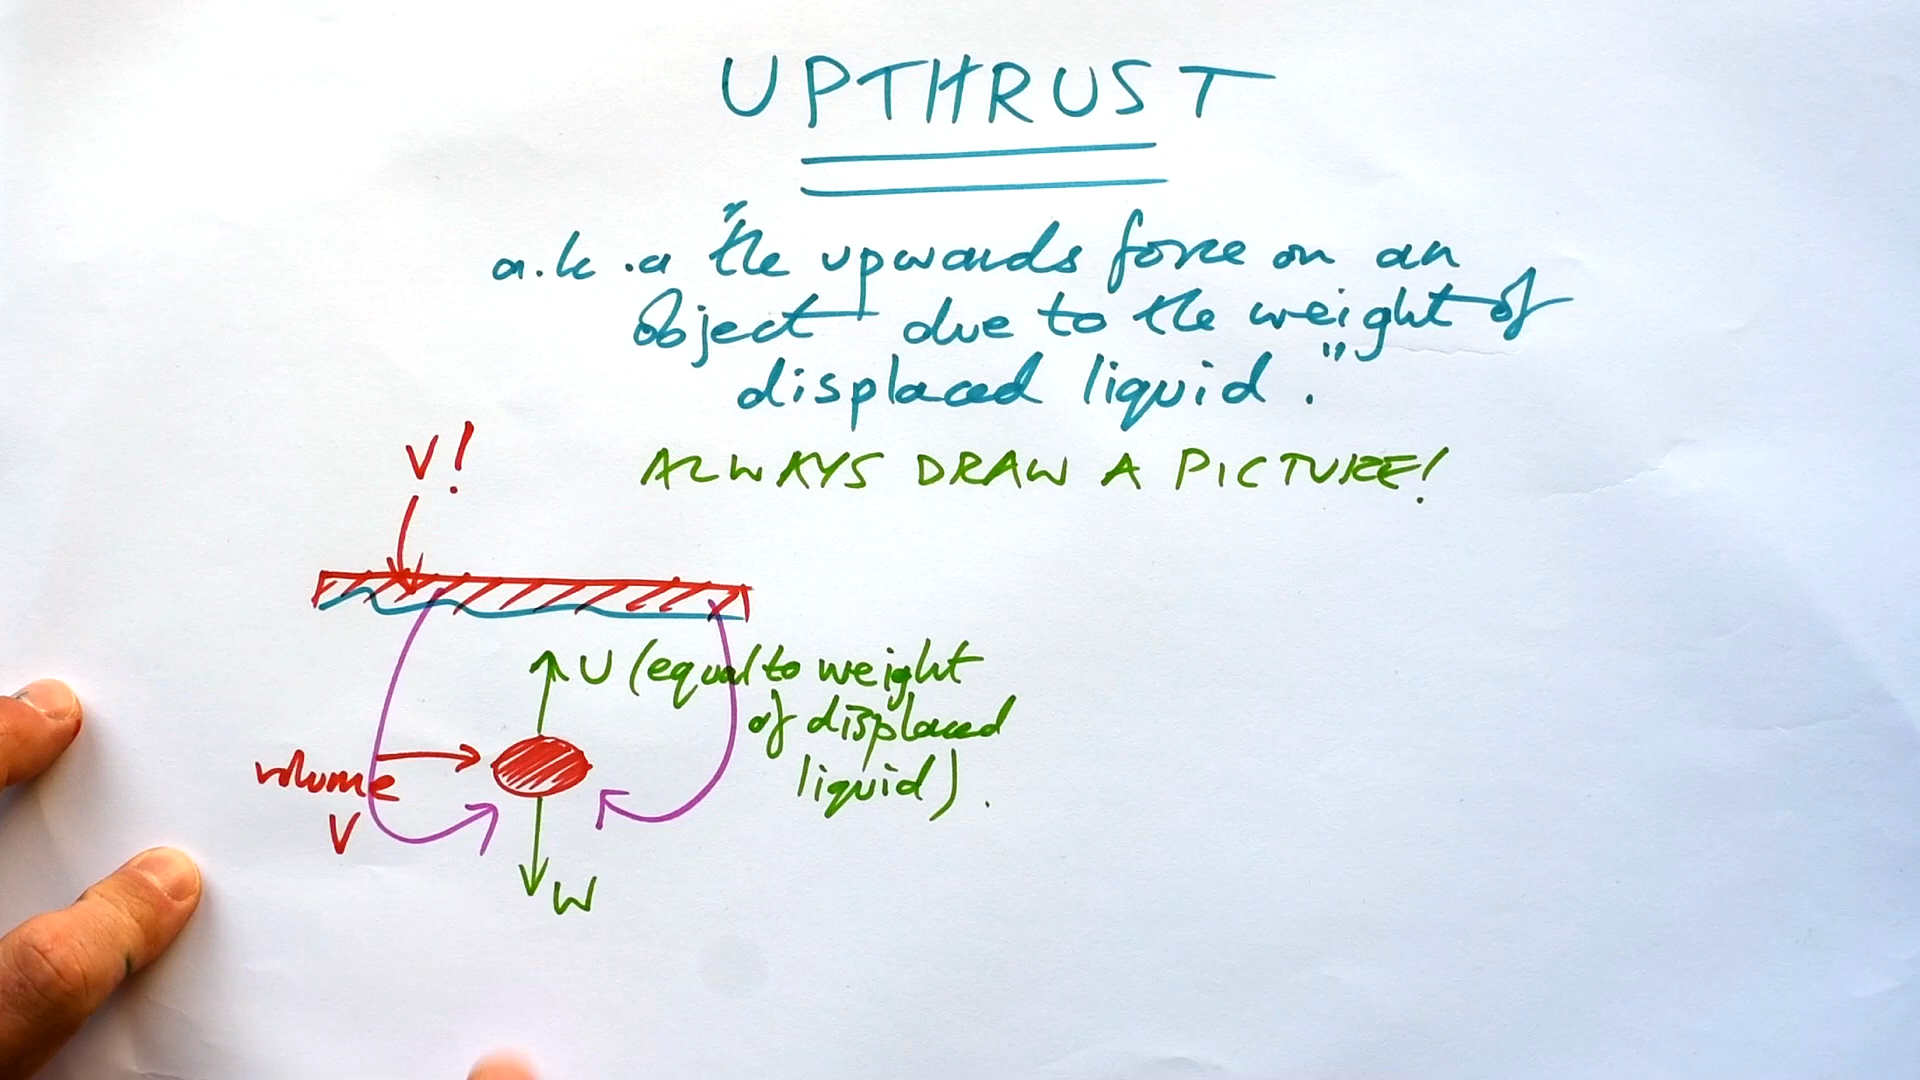 UPTHRUST
a.k.a "the upwards force on an
object due to the weight of
displaced liquid."
ALWAYS DRAW A PICTURE!
V!
U (equal to weight
of displaced
liquid).
volume
V
W